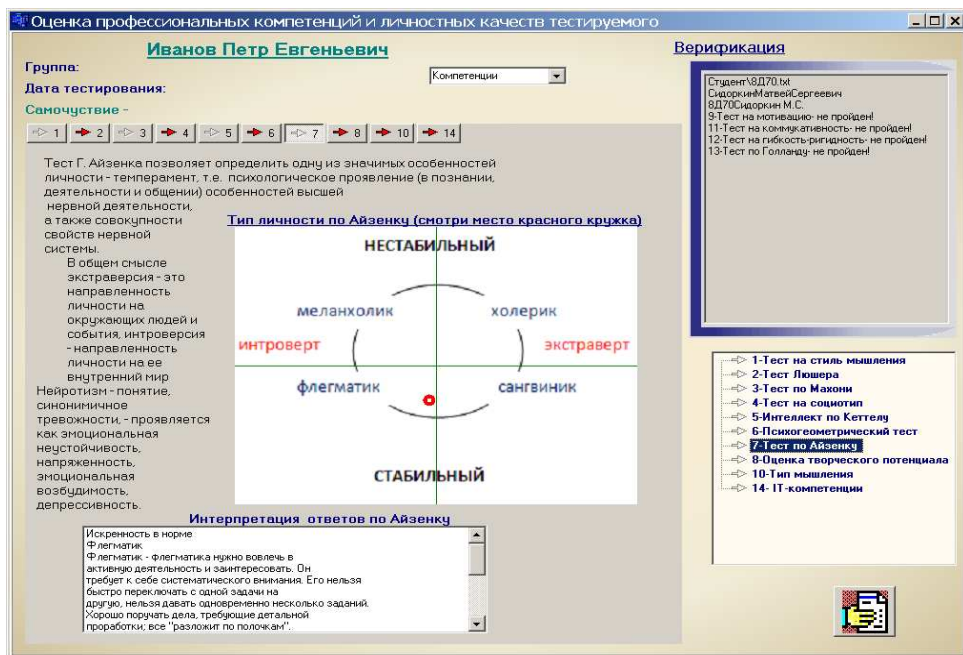 Оценка профессиональных компетенций и личностных качеств тестируемого
Иванов Петр Евгеньевич
Группа:
Дата тестирования:
Самочуствие -
Компетенции
1 2 3 4 5 6 7 8 10 14
Тест Г. Айзенка позволяет определить одну из значимых особенностей
личности - темперамент, т.е. психологическое проявление (в познании,
деятельности и общении) особенностей высшей
нервной деятельности,
а также совокупности
свойств нервной
системы.
В общем смысле
экстраверсия - это
направленность
личности на
окружающих людей и
события, интроверсия
- направленность
личности на ее
внутренний мир
Нейротизм - понятие,
синонимичное
тревожности, - проявляется
как эмоциональная
неустойчивость,
напряженность,
эмоциональная
возбудимость,
депрессивность.
Тип личности по Айзенку (смотри место красного кружка)
НЕСТАБИЛЬНЫЙ
меланхолик холерик
интроверт экстраверт
флегматик сангвиник
СТАБИЛЬНЫЙ
Интерпретация ответов по Айзенку
Искренность в норме
Флегматик
Флегматик - флегматика нужно вовлечь в
активную деятельность и заинтересовать. Он
требует к себе систематического внимания. Его нельзя
быстро переключать с одной задачи на
другую, нельзя давать одновременно несколько заданий.
Хорошо поручать дела, требующие детальной
проработки; все "разложит по полочкам".
Верификация
Студент\8Д70.txt
СидоркинМатвейСергеевич
8Д70Сидоркин М.С.
9-Тест на мотивацию- не пройден!
11-Тест на коммукативность- не пройден!
12-Тест на гибкость-ригидность- не пройден!
13-Тест по Голланду- не пройден!
1-Тест на стиль мышления
2-Тест Люшера
3-Тест по Махони
4-Тест на социотип
5-Интеллект по Кеттелу
6-Психогеометрический тест
7-Тест по Айзенку
8-Оценка творческого потенциала
10-Тип мышления
14- IT-компетенции